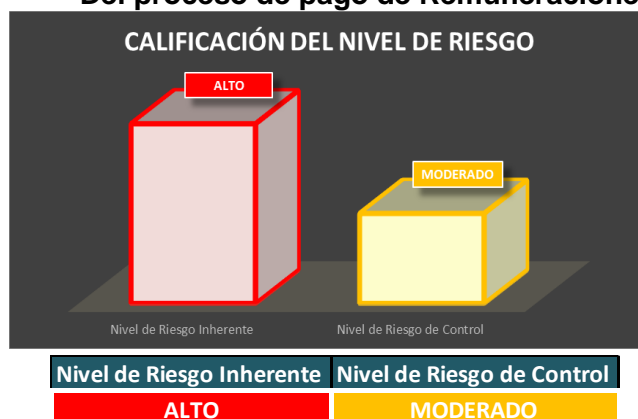 Del proceso de pago de Remuneracione
CALIFICACIÓN DEL NIVEL DE RIESGO
ALTO
MODERADO
Nivel de Riesgo Inherente Nivel de Riesgo de Control
Nivel de Riesgo Inherente Nivel de Riesgo de Control
ALTO MODERADO